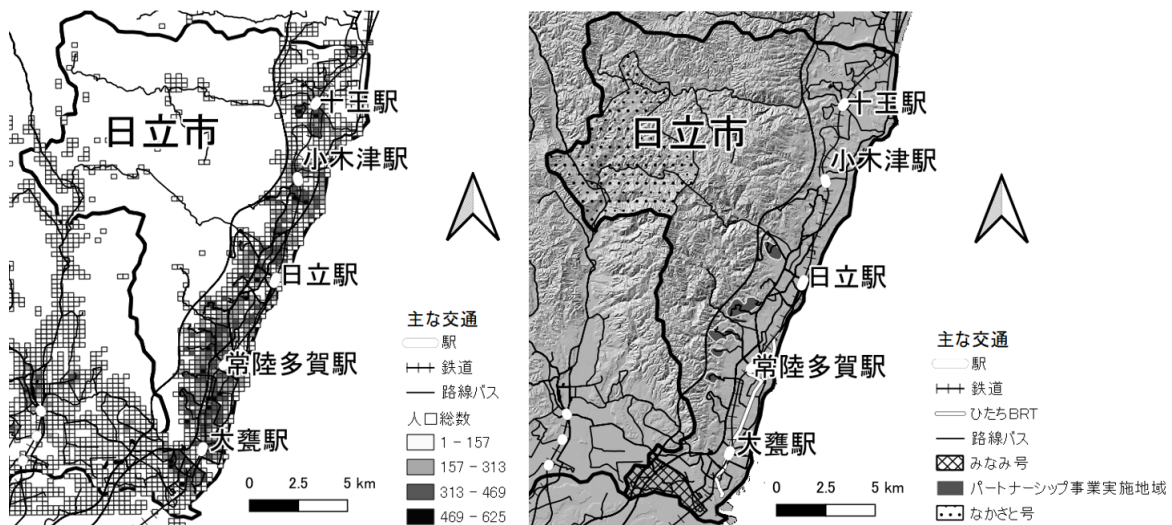 日立市
十王駅
小木津駅
日立駅
常陸多賀駅
大甕駅
主な交通
駅
鉄道
路線バス
人口総数
1 - 157
157 - 313
313 - 469
469 - 625
0 2.5 5 km
日立市
十王駅
小木津駅
日立駅
常陸多賀駅
大甕駅
主な交通
駅
鉄道
ひたちBRT
路線バス
みなみ号
パートナーシップ事業実施地域
なかさと号
0 2.5 5 km